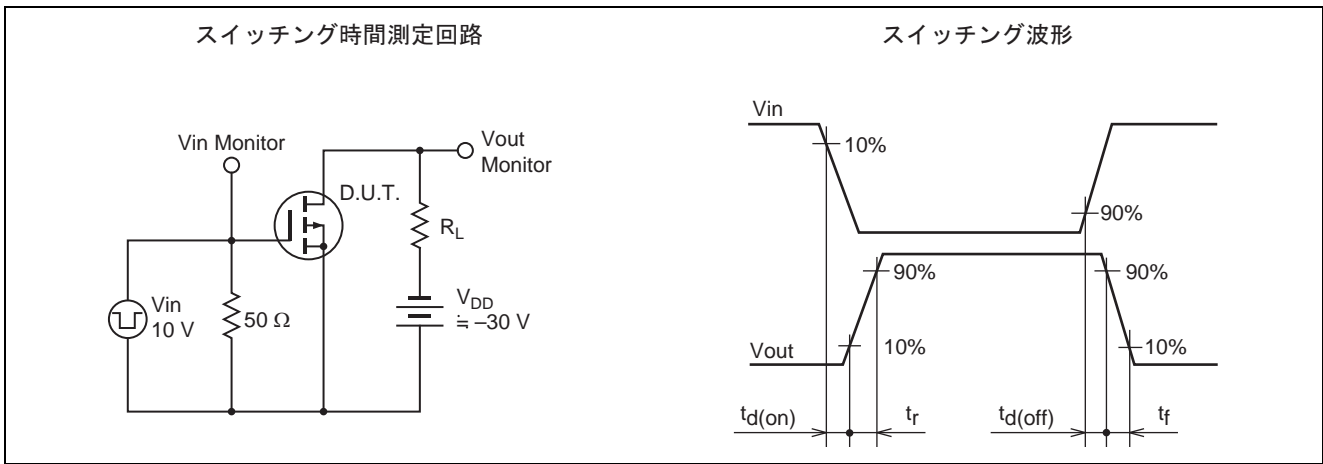 スイッチング時間測定回路
スイッチング波形
Vin Monitor
Vout
Monitor
D.U.T.
RL
Vin
10 V
50 Ω
VDD
≒ –30 V
Vin
10%
90%
90%
90%
Vout
10%
10%
td(on)
tr
td(off)
tf